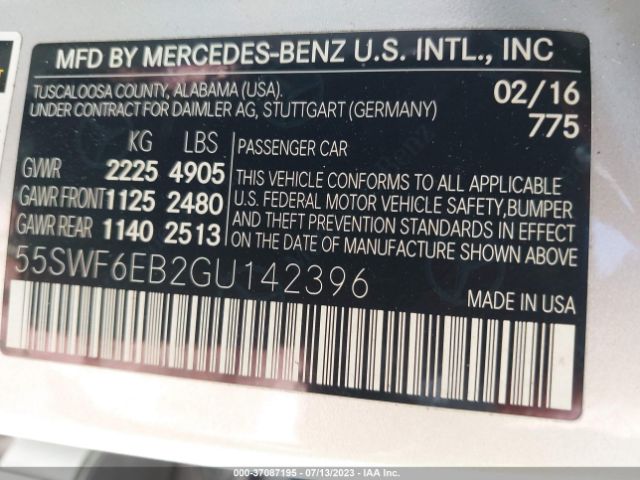 MFD BY MERCEDES-BENZ U.S. INTL., INC
TUSCALOOSA COUNTY, ALABAMA (USA).
UNDER CONTRACT FOR DAIMLER AG, STUTTGART (GERMANY)
02/16
775
KG LBS
GVWR 2225 4905
GAWR FRONT 1125 2480
GAWR REAR 1140 2513
PASSENGER CAR
THIS VEHICLE CONFORMS TO ALL APPLICABLE
U.S. FEDERAL MOTOR VEHICLE SAFETY,BUMPER,
AND THEFT PREVENTION STANDARDS IN EFFECT
ON THE DATE OF MANUFACTURE SHOWN ABOVE.
55SWF6EB2GU142396
MADE IN USA
000-37087195 - 07/13/2023 - IAA Inc.